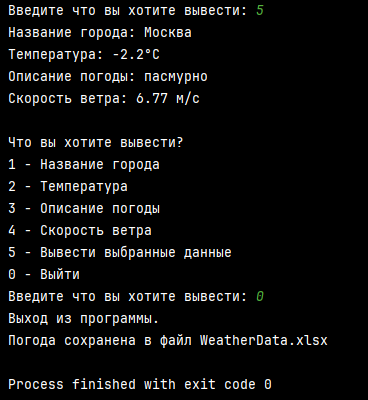 Введите что вы хотите вывести: 5
Название города: Москва
Температура: -2.2°C
Описание погоды: пасмурно
Скорость ветра: 6.77 м/с
Что вы хотите вывести?
1 - Название города
2 - Температура
3 - Описание погоды
4 - Скорость ветра
5 - Вывести выбранные данные
0 - Выйти
Введите что вы хотите вывести: 0
Выход из программы.
Погода сохранена в файл WeatherData.xlsx
Process finished with exit code 0